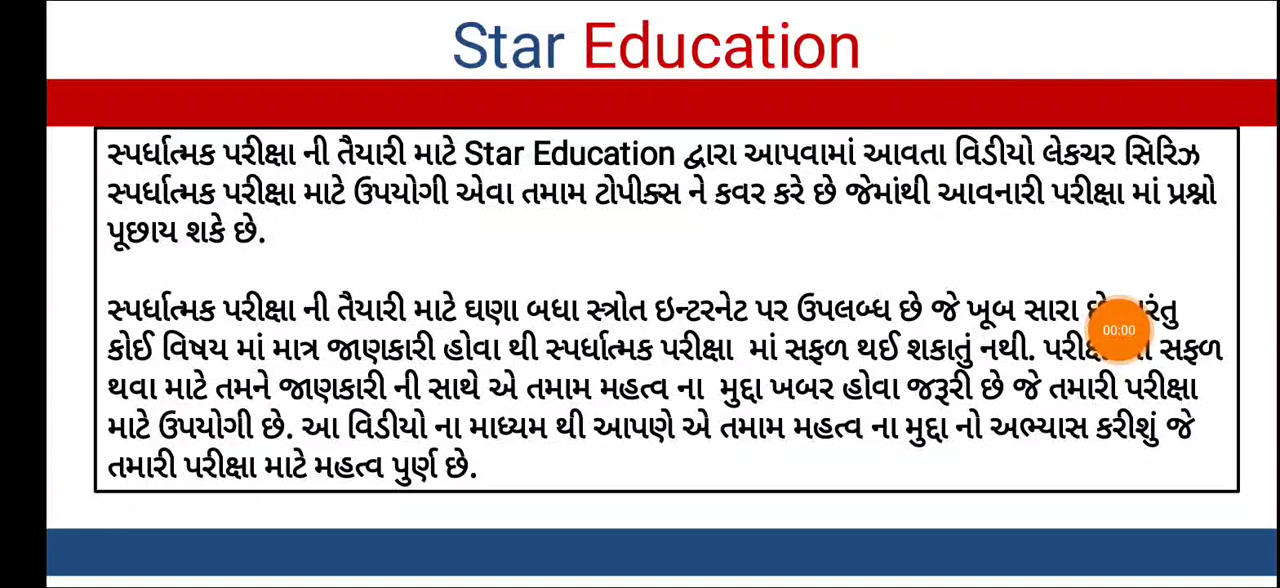 Star Education
સ્પર્ધાત્મક પરીક્ષા ની તૈયારી માટે Star Education દ્વારા આપવામાં આવતા વિડીયો લેકચર સિરિઝ
સ્પર્ધાત્મક પરીક્ષા માટે ઉપયોગી એવા તમામ ટોપીક્સ ને કવર કરે છે જેમાંથી આવનારી પરીક્ષા માં પ્રશ્નો
પૂછાય શકે છે.
સ્પર્ધાત્મક પરીક્ષા ની તૈયારી માટે ઘણા બધા સ્ત્રોત ઇન્ટરનેટ પર ઉપલબ્ધ છે જે ખૂબ સારા
00:00
કોઈ વિષય માં માત્ર જાણકારી હોવા થી સ્પર્ધાત્મક પરીક્ષા માં સફળ થઈ શકાતું નથી. સફળ
થવા માટે તમને જાણકારી ની સાથે એ તમામ મહત્વ ના મુદ્દા ખબર હોવા જરૂરી છે જે તમારી પરીક્ષા
માટે ઉપયોગી છે. આ વિડીયો ના માધ્યમ થી આપણે એ તમામ મહત્વ ના મુદ્દા નો અભ્યાસ કરીશું જે
તમારી પરીક્ષા માટે મહત્વ પુર્ણ છે.